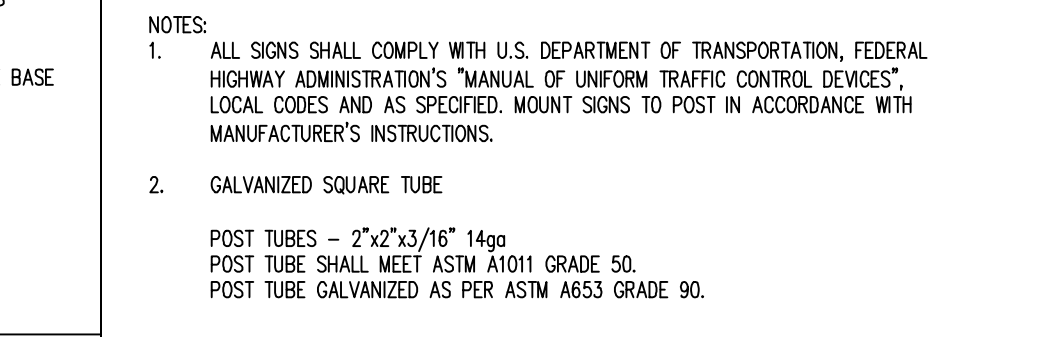 NOTES:
1. ALL SIGNS SHALL COMPLY WITH U.S. DEPARTMENT OF TRANSPORTATION, FEDERAL
HIGHWAY ADMINISTRATION'S "MANUAL OF UNIFORM TRAFFIC CONTROL DEVICES",
BASE
LOCAL CODES AND AS SPECIFIED. MOUNT SIGNS TO POST IN ACCORDANCE WITH
MANUFACTURER'S INSTRUCTIONS.
2. GALVANIZED SQUARE TUBE
POST TUBES – 2"x2"x3/16" 14ga
POST TUBE SHALL MEET ASTM A1011 GRADE 50.
POST TUBE GALVANIZED AS PER ASTM A653 GRADE 90.